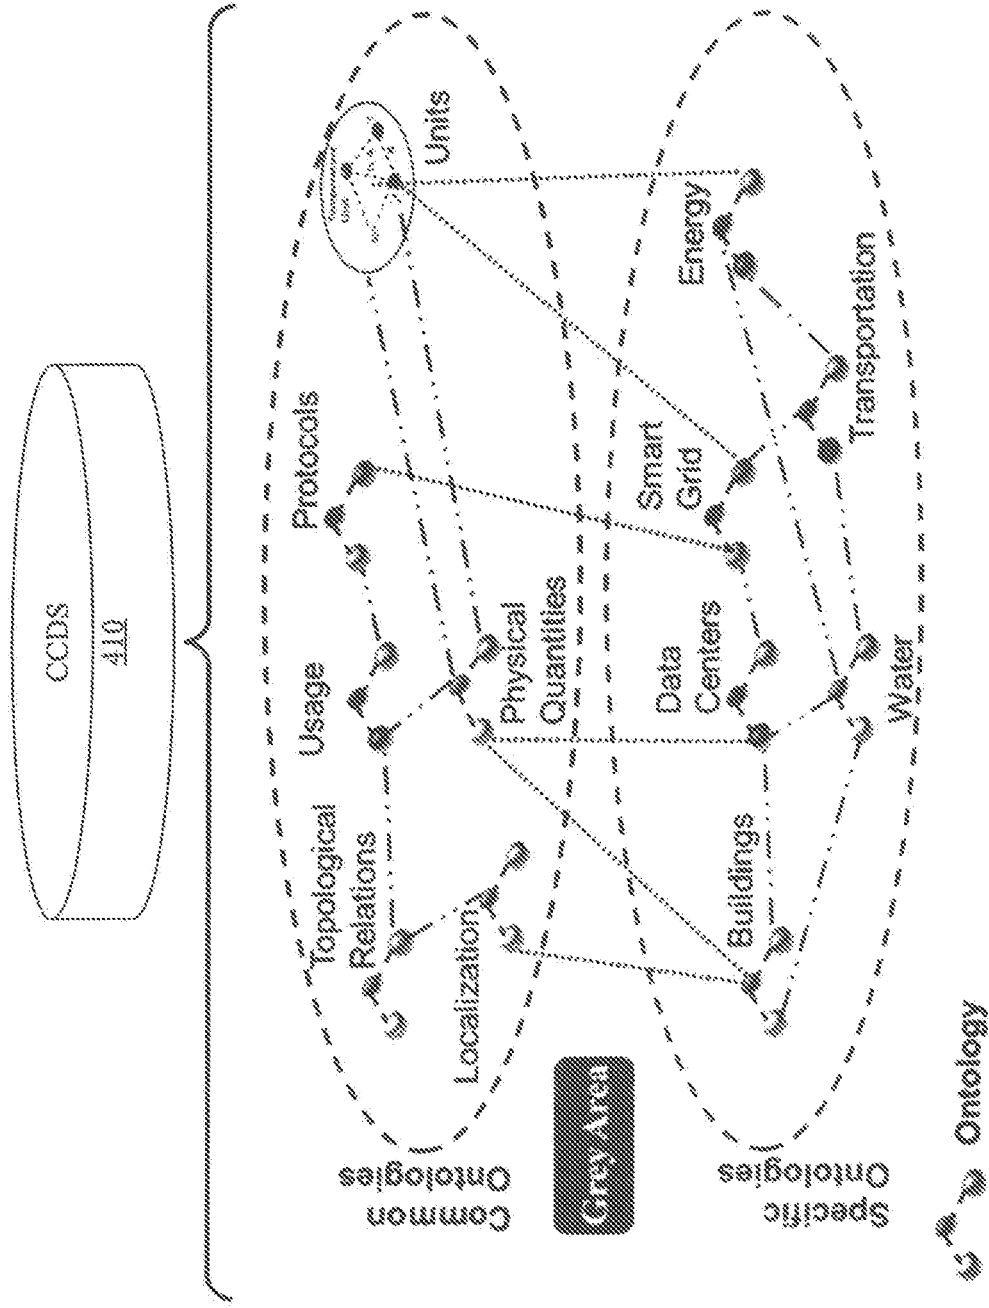 CCDS
410
Common
Ontologies
Topological
Relations
Usage
Protocols
Units
Localization
Physical
Quantities
Grey Area
Specific
Ontologies
Buildings
Data
Centers
Smart
Grid
Energy
Transportation
Water
Ontology